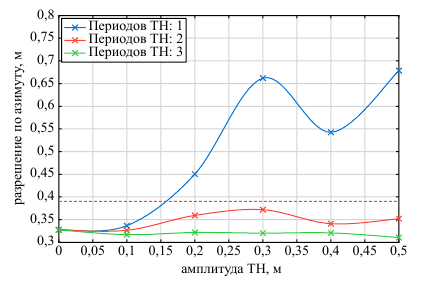 0,8
0,75
0,7
0,65
0,6
0,55
0,5
0,45
0,4
0,35
0,3
разрешение по азимуту, м
Периодов ТН: 1
Периодов ТН: 2
Периодов ТН: 3
0 0,05 0,1 0,15 0,2 0,25 0,3 0,35 0,4 0,45 0,5
амплитуда ТН, м